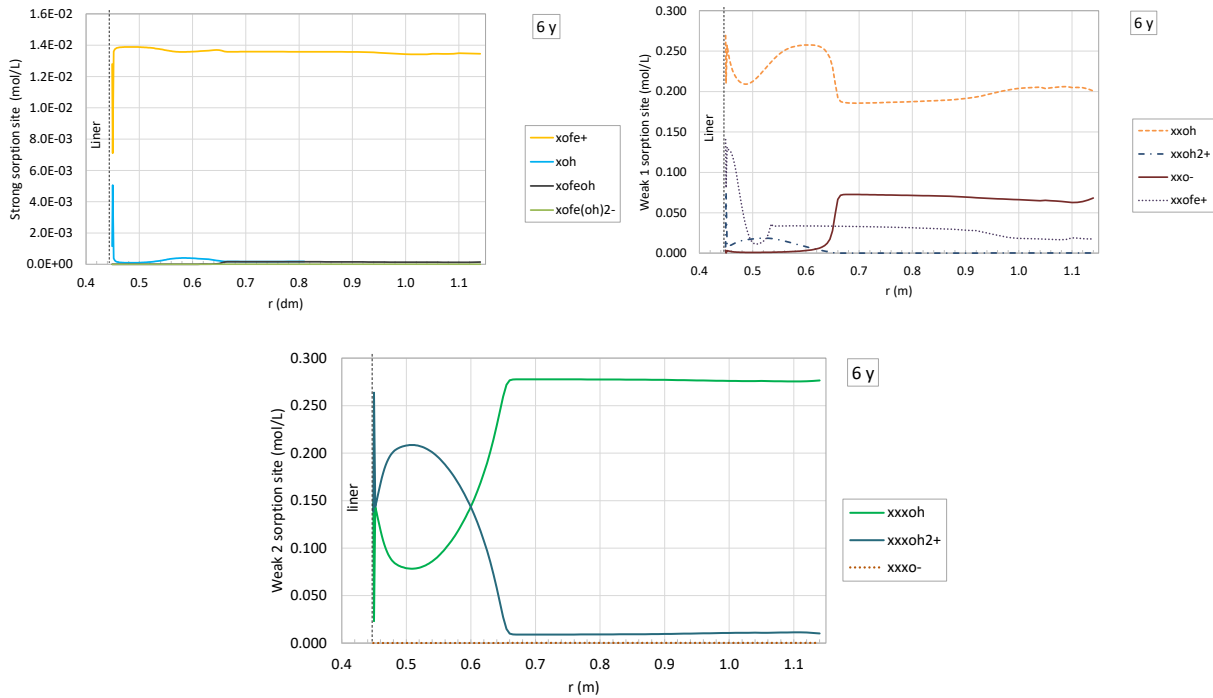 1.6E-02
1.4E-02
1.2E-02
1.0E-02
8.0E-03
6.0E-03
4.0E-03
2.0E-03
0.0E+00
Strong sorption site (mol/L)
Liner
0.4 0.5 0.6 0.7 0.8 0.9 1.0 1.1
r (dm)
6 y
xofe+
xoh
xofeoh
xofe(oh)2-
0.300
0.250
0.200
0.150
0.100
0.050
0.000
Weak 1 sorption site (mol/L)
Liner
0.4 0.5 0.6 0.7 0.8 0.9 1.0 1.1
r (m)
6 y
xxoh
xxoh2+
xxo-
xxofe+
0.300
0.250
0.200
0.150
0.100
0.050
0.000
Weak 2 sorption site (mol/L)
liner
0.4 0.5 0.6 0.7 0.8 0.9 1.0 1.1
r (m)
6 y
xxxoh
xxxoh2+
xxxo-